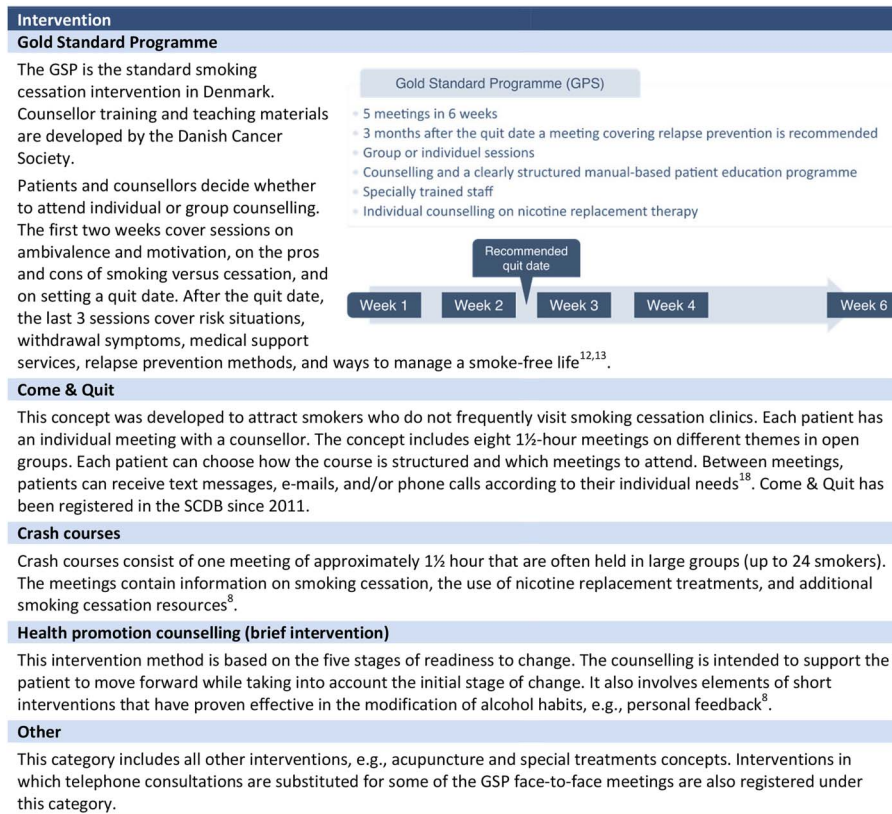 Intervention
Gold Standard Programme
The GSP is the standard smoking
cessation intervention in Denmark.
Counsellor training and teaching materials
are developed by the Danish Cancer
Society.
Patients and counsellors decide whether
to attend individual or group counselling.
The first two weeks cover sessions on
ambivalence and motivation, on the pros
and cons of smoking versus cessation, and
on setting a quit date. After the quit date,
the last 3 sessions cover risk situations,
withdrawal symptoms, medical support
services, relapse prevention methods, and ways to manage a smoke-free life12,13.
Gold Standard Programme (GPS)
• 5 meetings in 6 weeks
• 3 months after the quit date a meeting covering relapse prevention is recommended
• Group or individuel sessions
• Counselling and a clearly structured manual-based patient education programme
• Specially trained staff
• Individual counselling on nicotine replacement therapy
Recommended
quit date
Week 1 Week 2 Week 3 Week 4 Week 6
Come & Quit
This concept was developed to attract smokers who do not frequently visit smoking cessation clinics. Each patient has
an individual meeting with a counsellor. The concept includes eight 1½-hour meetings on different themes in open
groups. Each patient can choose how the course is structured and which meetings to attend. Between meetings,
patients can receive text messages, e-mails, and/or phone calls according to their individual needs18. Come & Quit has
been registered in the SCDB since 2011.
Crash courses
Crash courses consist of one meeting of approximately 1½ hour that are often held in large groups (up to 24 smokers).
The meetings contain information on smoking cessation, the use of nicotine replacement treatments, and additional
smoking cessation resources8.
Health promotion counselling (brief intervention)
This intervention method is based on the five stages of readiness to change. The counselling is intended to support the
patient to move forward while taking into account the initial stage of change. It also involves elements of short
interventions that have proven effective in the modification of alcohol habits, e.g., personal feedback8.
Other
This category includes all other interventions, e.g., acupuncture and special treatments concepts. Interventions in
which telephone consultations are substituted for some of the GSP face-to-face meetings are also registered under
this category.